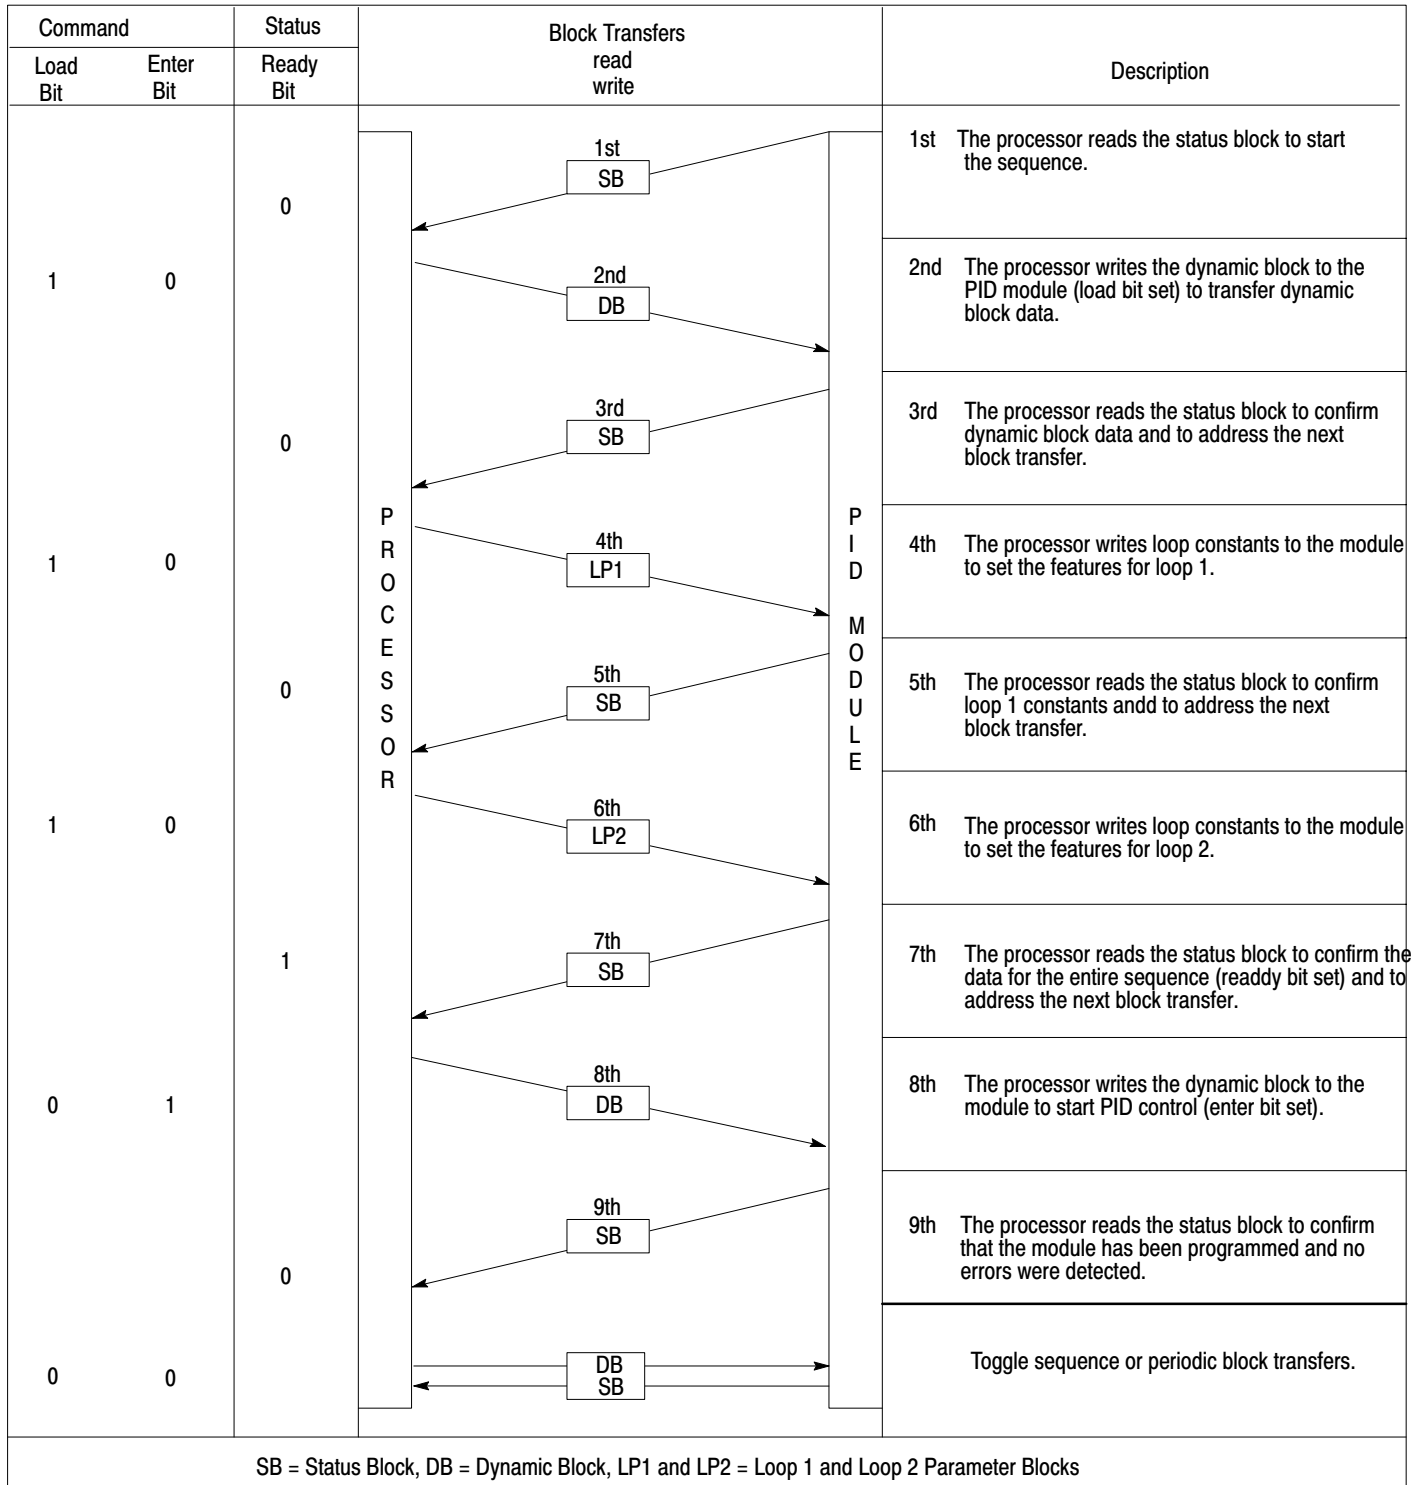 Command
Status
Block Transfers
read
write
Description
Load
Bit
Enter
Bit
Ready
Bit
1st
SB
0
1st The processor reads the status block to start
the sequence.
1
0
2nd
DB
2nd The processor writes the dynamic block to the
PID module (load bit set) to transfer dynamic
block data.
3rd
SB
0
3rd The processor reads the status block to confirm
dynamic block data and to address the next
block transfer.
PROCESSOR
PID MODULE
1
0
4th
LP1
4th The processor writes loop constants to the module
to set the features for loop 1.
0
5th
SB
5th The processor reads the status block to confirm
loop 1 constants andd to address the next
block transfer.
1
0
6th
LP2
6th The processor writes loop constants to the module
to set the features for loop 2.
1
7th
SB
7th The processor reads the status block to confirm the
data for the entire sequence (readdy bit set) and to
address the next block transfer.
0
1
8th
DB
8th The processor writes the dynamic block to the
module to start PID control (enter bit set).
0
9th
SB
9th The processor reads the status block to confirm
that the module has been programmed and no
errors were detected.
0
0
DB
SB
Toggle sequence or periodic block transfers.
SB = Status Block, DB = Dynamic Block, LP1 and LP2 = Loop 1 and Loop 2 Parameter Blocks